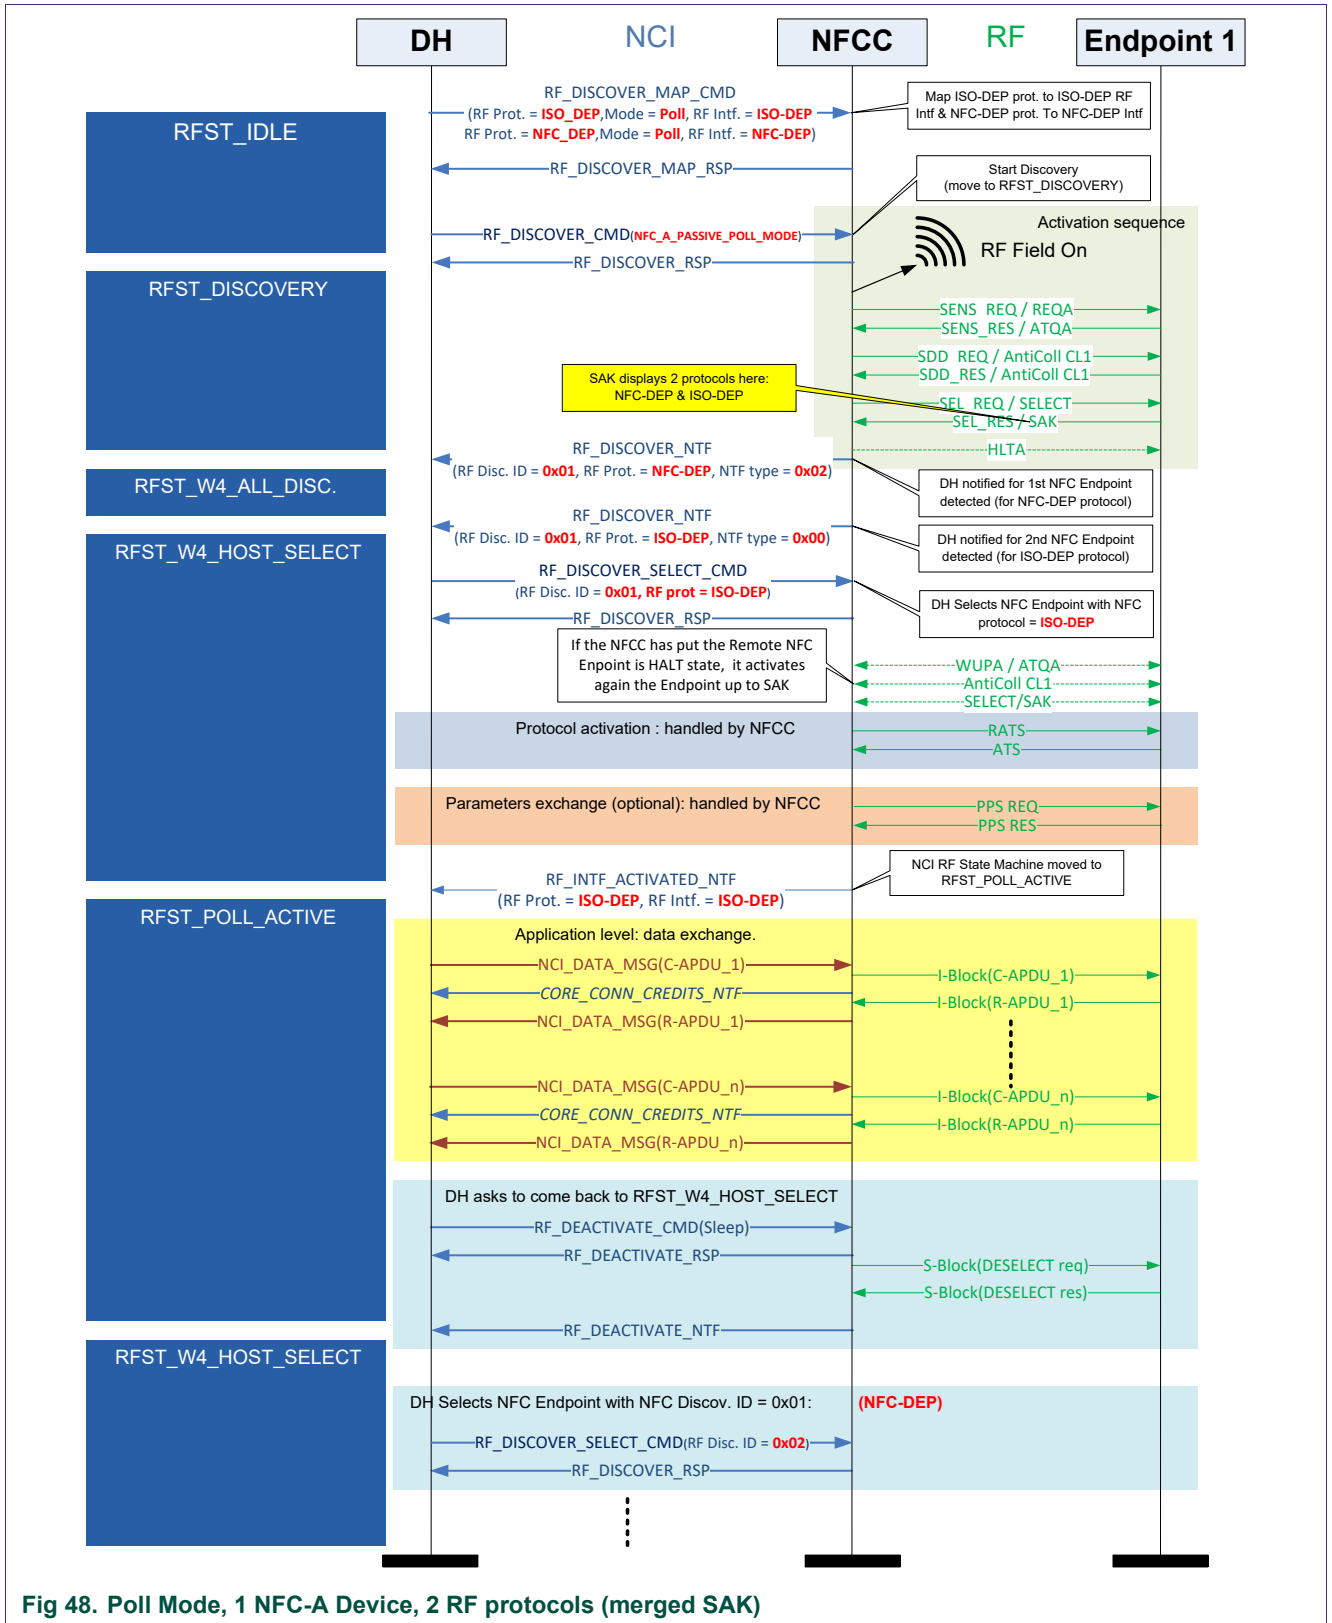 DH
NCI
NFCC
RF
Endpoint 1
RFST_IDLE
RF_DISCOVER_MAP_CMD
(RF Prot. = ISO_DEP,Mode = Poll, RF Intf. = ISO-DEP
RF Prot. = NFC_DEP,Mode = Poll, RF Intf. = NFC-DEP)
Map ISO-DEP prot. to ISO-DEP RF
Intf & NFC-DEP prot. To NFC-DEP Intf
RF_DISCOVER_MAP_RSP
Start Discovery
(move to RFST_DISCOVERY)
RF_DISCOVER_CMD(NFC_A_PASSIVE_POLL_MODE)
Activation sequence
RF Field On
RF_DISCOVER_RSP
RFST_DISCOVERY
SENS_REQ / REQA
SENS_RES / ATQA
SDD_REQ / AntiColl CL1
SDD_RES / AntiColl CL1
SAK displays 2 protocols here:
NFC-DEP & ISO-DEP
SEL_REQ / SELECT
SEL_RES / SAK
HLTA
RF_DISCOVER_NTF
(RF Disc. ID = 0x01, RF Prot. = NFC-DEP, NTF type = 0x02)
RFST_W4_ALL_DISC.
DH notified for 1st NFC Endpoint
detected (for NFC-DEP protocol)
RF_DISCOVER_NTF
(RF Disc. ID = 0x01, RF Prot. = ISO-DEP, NTF type = 0x00)
RFST_W4_HOST_SELECT
DH notified for 2nd NFC Endpoint
detected (for ISO-DEP protocol)
RF_DISCOVER_SELECT_CMD
(RF Disc. ID = 0x01, RF prot = ISO-DEP)
DH Selects NFC Endpoint with NFC
protocol = ISO-DEP
RF_DISCOVER_RSP
If the NFCC has put the Remote NFC
Enpoint is HALT state, it activates
again the Endpoint up to SAK
WUPA / ATQA
AntiColl CL1
SELECT/SAK
Protocol activation : handled by NFCC
RATS
ATS
Parameters exchange (optional): handled by NFCC
PPS REQ
PPS RES
NCI RF State Machine moved to
RFST_POLL_ACTIVE
RF_INTF_ACTIVATED_NTF
(RF Prot. = ISO-DEP, RF Intf. = ISO-DEP)
RFST_POLL_ACTIVE
Application level: data exchange.
NCI_DATA_MSG(C-APDU_1)
I-Block(C-APDU_1)
CORE_CONN_CREDITS_NTF
I-Block(R-APDU_1)
NCI_DATA_MSG(R-APDU_1)
NCI_DATA_MSG(C-APDU_n)
I-Block(C-APDU_n)
CORE_CONN_CREDITS_NTF
I-Block(R-APDU_n)
NCI_DATA_MSG(R-APDU_n)
DH asks to come back to RFST_W4_HOST_SELECT
RF_DEACTIVATE_CMD(Sleep)
RF_DEACTIVATE_RSP
S-Block(DESELECT req)
S-Block(DESELECT res)
RF_DEACTIVATE_NTF
RFST_W4_HOST_SELECT
DH Selects NFC Endpoint with NFC Discov. ID = 0x01: (NFC-DEP)
RF_DISCOVER_SELECT_CMD(RF Disc. ID = 0x02)
RF_DISCOVER_RSP
Fig 48. Poll Mode, 1 NFC-A Device, 2 RF protocols (merged SAK)